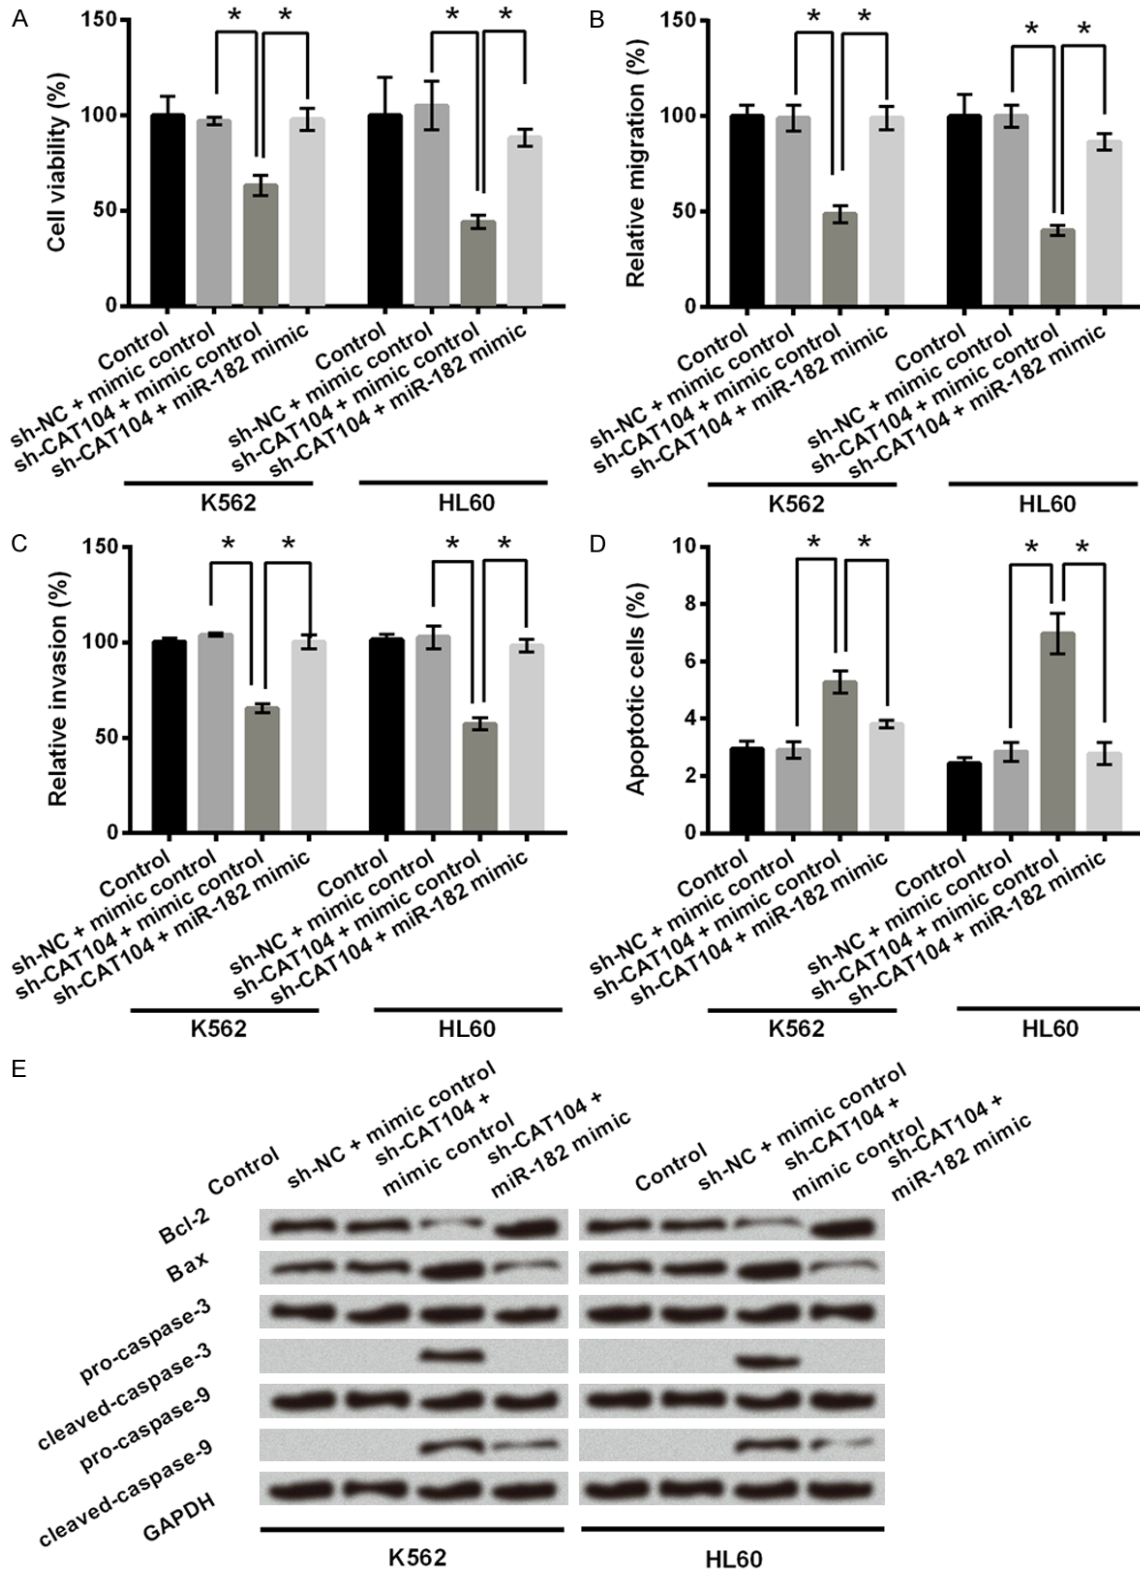 A
Cell viability (%)
150
100
50
0
*
*
*
*
Control
sh-NC + mimic control
sh-CAT104 + mimic control
sh-CAT104 + miR-182 mimic
Control
sh-NC + mimic control
sh-CAT104 + mimic control
sh-CAT104 + miR-182 mimic
K562
HL60
B
Relative migration (%)
150
100
50
0
*
*
*
*
Control
sh-NC + mimic control
sh-CAT104 + mimic control
sh-CAT104 + miR-182 mimic
Control
sh-NC + mimic control
sh-CAT104 + mimic control
sh-CAT104 + miR-182 mimic
K562
HL60
C
Relative invasion (%)
150
100
50
0
*
*
*
*
Control
sh-NC + mimic control
sh-CAT104 + mimic control
sh-CAT104 + miR-182 mimic
Control
sh-NC + mimic control
sh-CAT104 + mimic control
sh-CAT104 + miR-182 mimic
K562
HL60
D
Apoptotic cells (%)
10
8
6
4
2
0
*
*
*
*
Control
sh-NC + mimic control
sh-CAT104 + mimic control
sh-CAT104 + miR-182 mimic
Control
sh-NC + mimic control
sh-CAT104 + mimic control
sh-CAT104 + miR-182 mimic
K562
HL60
E
Control
sh-NC + mimic control
sh-CAT104 +
mimic control
sh-CAT104 +
miR-182 mimic
Control
sh-NC + mimic control
sh-CAT104 +
mimic control
sh-CAT104 +
miR-182 mimic
Bcl-2
Bax
pro-caspase-3
cleaved-caspase-3
pro-caspase-9
cleaved-caspase-9
GAPDH
K562
HL60